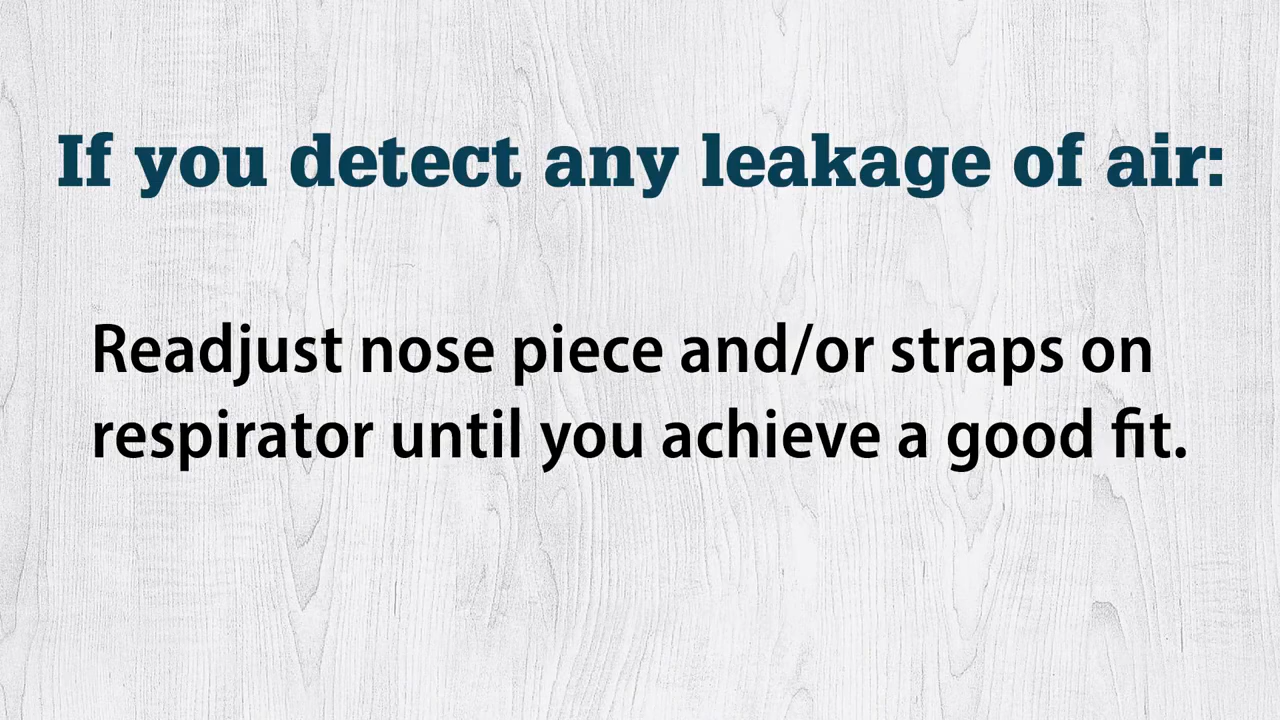 If you detect any leakage of air:
Readjust nose piece and/or straps on
respirator until you achieve a good fit.